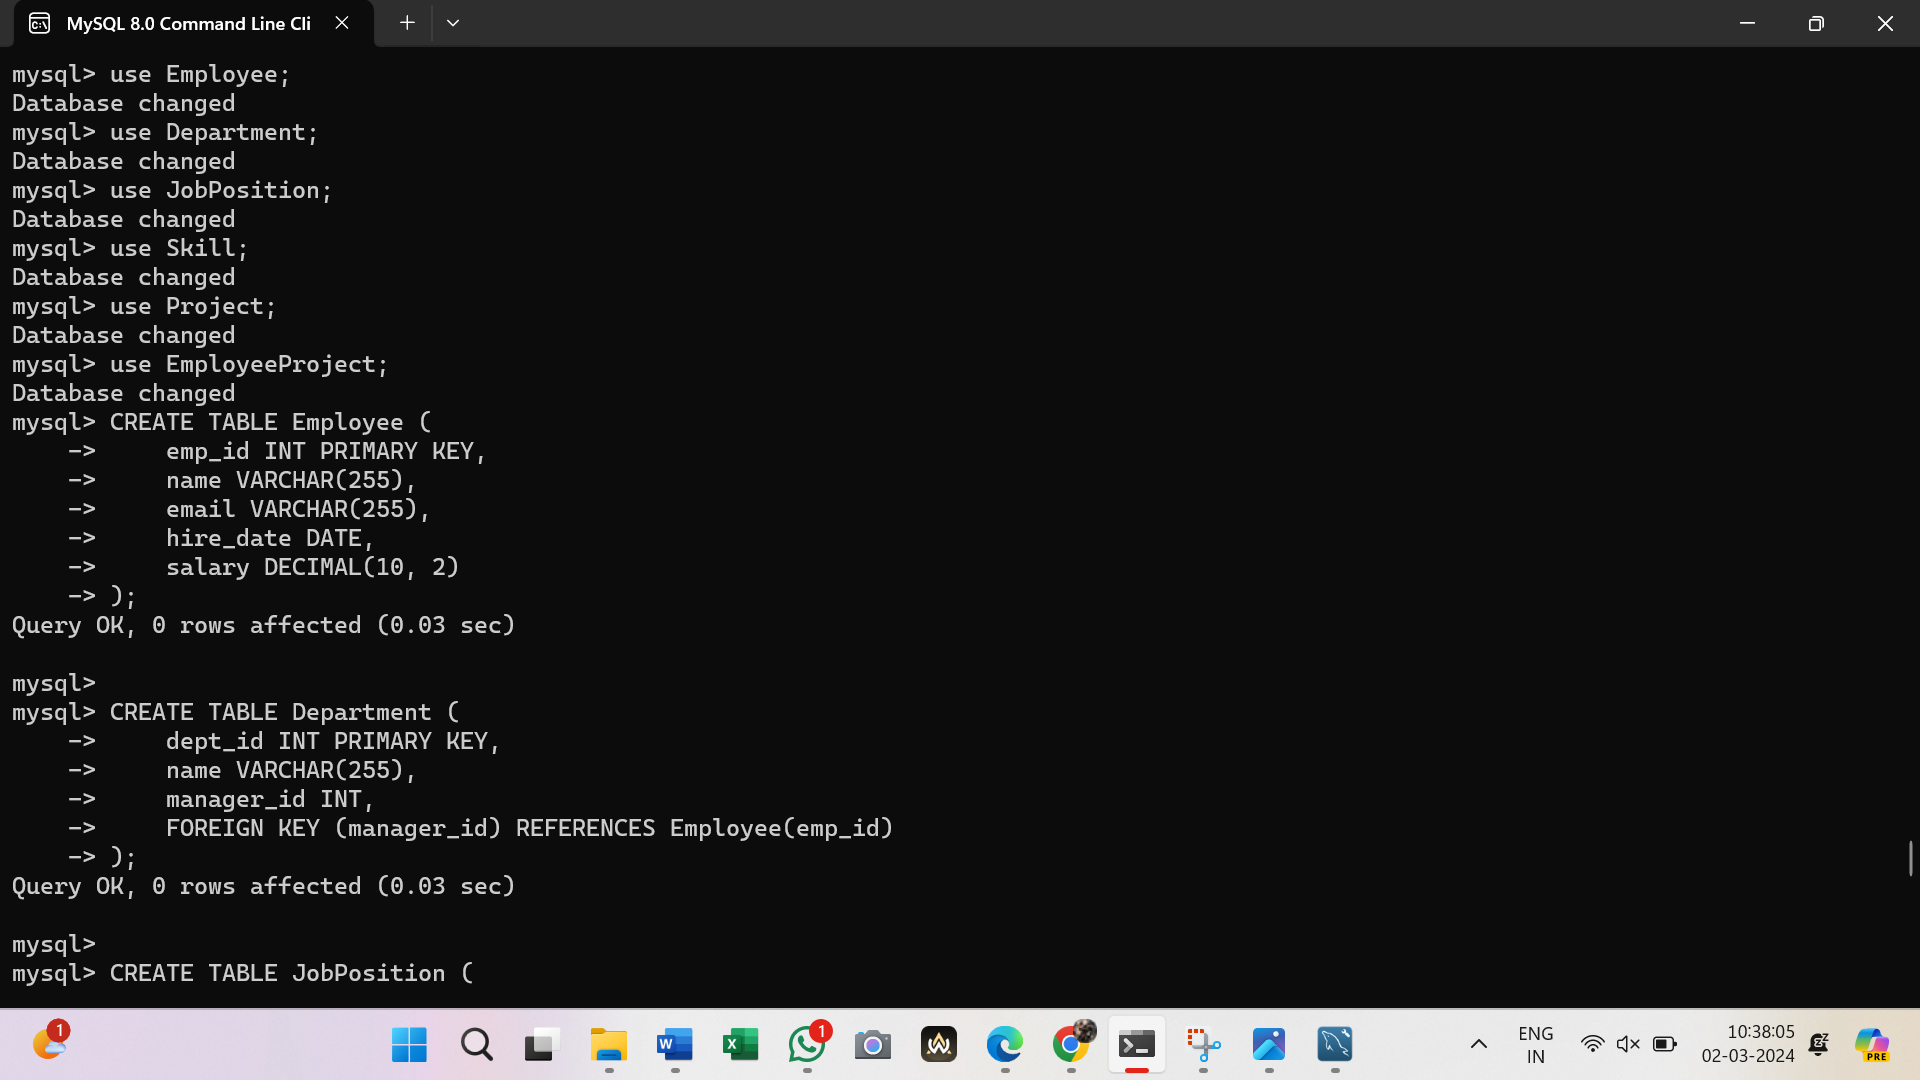 MySQL 8.0 Command Line Cli
mysql> use Employee;
Database changed
mysql> use Department;
Database changed
mysql> use JobPosition;
Database changed
mysql> use Skill;
Database changed
mysql> use Project;
Database changed
mysql> use EmployeeProject;
Database changed
mysql> CREATE TABLE Employee (
    ->     emp_id INT PRIMARY KEY,
    ->     name VARCHAR(255),
    ->     email VARCHAR(255),
    ->     hire_date DATE,
    ->     salary DECIMAL(10, 2)
    -> );
Query OK, 0 rows affected (0.03 sec)
mysql>
mysql> CREATE TABLE Department (
    ->     dept_id INT PRIMARY KEY,
    ->     name VARCHAR(255),
    ->     manager_id INT,
    ->     FOREIGN KEY (manager_id) REFERENCES Employee(emp_id)
    -> );
Query OK, 0 rows affected (0.03 sec)
mysql>
mysql> CREATE TABLE JobPosition (
1
1
ENG
IN
10:38:05
02-03-2024
PRE